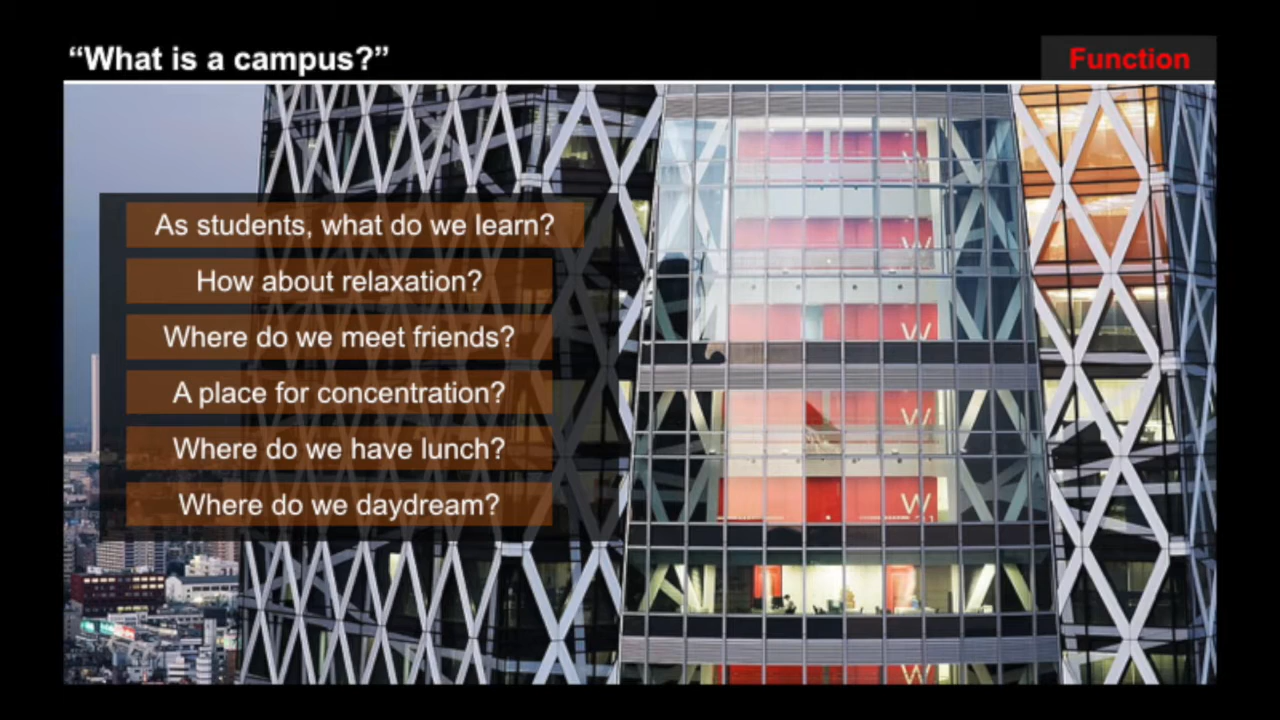 “What is a campus?”
Function
As students, what do we learn?
How about relaxation?
Where do we meet friends?
A place for concentration?
Where do we have lunch?
Where do we daydream?
W
W
W
W
W
W